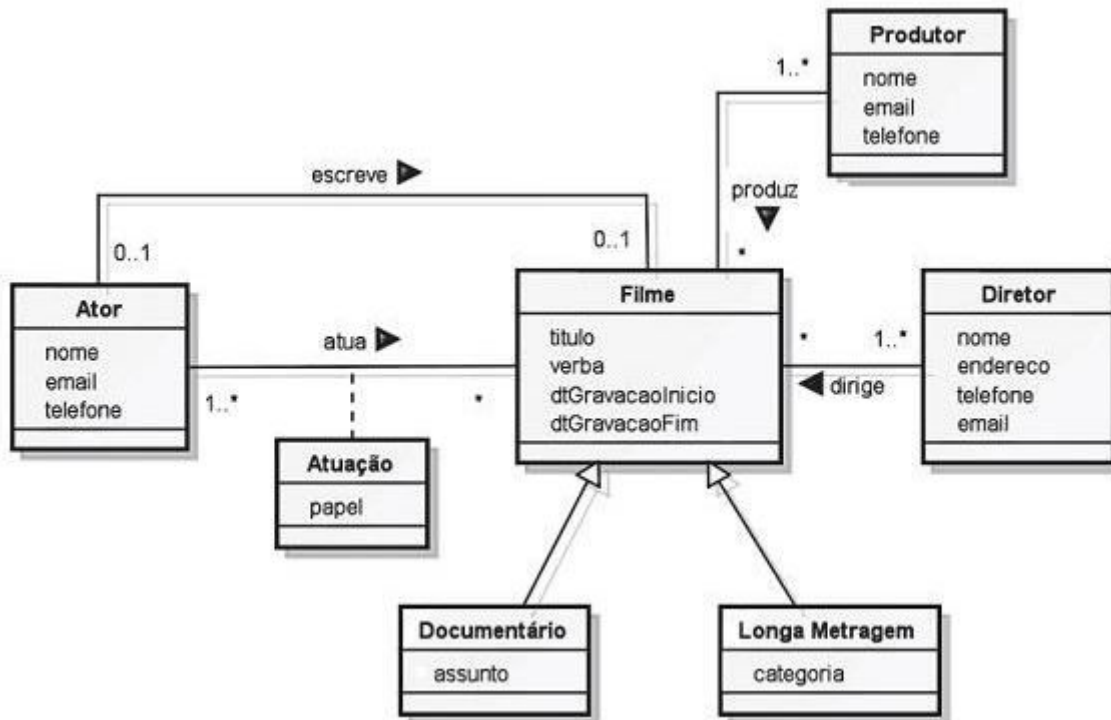 Produtor
nome
email
telefone
1..*
produz
*
escreve
0..1
0..1
Ator
nome
email
telefone
atua
1..*
*
Atuação
papel
Filme
titulo
verba
dtGravacaoInicio
dtGravacaoFim
*
1..*
dirige
Diretor
nome
endereco
telefone
email
Documentário
assunto
Longa Metragem
categoria